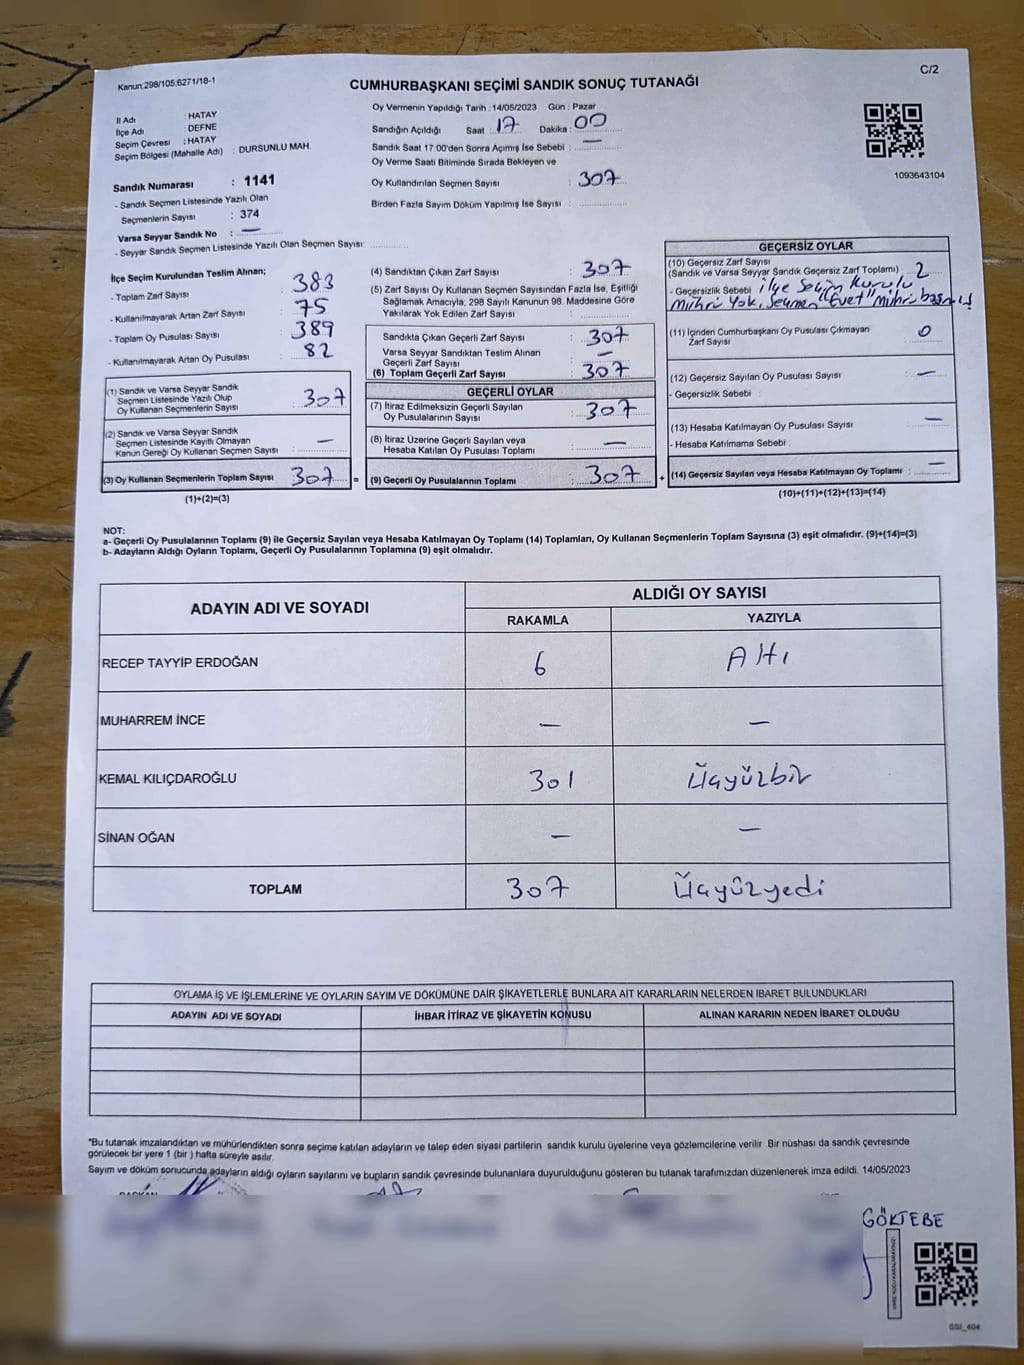 Kanun:298/105:6271/18-1
C/2
CUMHURBAŞKANI SEÇİMİ SANDIK SONUÇ TUTANAĞI
İl Adı : HATAY
İlçe Adı : DEFNE
Seçim Çevresi : HATAY
Seçim Bölgesi (Mahalle Adı) : DURSUNLU MAH.
Sandık Numarası : 1141
- Sandık Seçmen Listesinde Yazılı Olan
Seçmenlerin Sayısı : 374
Varsa Seyyar Sandık No : —
- Seyyar Sandık Seçmen Listesinde Yazılı Olan Seçmen Sayısı:
Oy Vermenin Yapıldığı Tarih : 14/05/2023 Gün : Pazar
Sandığın Açıldığı Saat : 17 Dakika : 00
Sandık Saat 17:00'den Sonra Açımış İse Sebebi : —
Oy Verme Saati Bitiminde Sırada Bekleyen ve
Oy Kullandırılan Seçmen Sayısı : 307
Birden Fazla Sayım Döküm Yapılmış İse Sayısı :
1093643104
İlçe Seçim Kurulundan Teslim Alınan;
- Toplam Zarf Sayısı : 383
- Kullanılmayarak Artan Zarf Sayısı : 75
- Toplam Oy Pusulası Sayısı : 389
- Kullanılmayarak Artan Oy Pusulası : 82
(1) Sandık ve Varsa Seyyar Sandık
Seçmen Listesinde Yazılı Olup
Oy Kullanan Seçmenlerin Sayısı : 307
(2) Sandık ve Varsa Seyyar Sandık
Seçmen Listesinde Kayıtlı Olmayan
Kanun Gereği Oy Kullanan Seçmen Sayısı : —
(3) Oy Kullanan Seçmenlerin Toplam Sayısı 307 =
(1)+(2)=(3)
(4) Sandıktan Çıkan Zarf Sayısı : 307
(5) Zarf Sayısı Oy Kullanan Seçmen Sayısından Fazla İse, Eşitliği
Sağlamak Amacıyla; 298 Sayılı Kanunun 98. Maddesine Göre
Yakılarak Yok Edilen Zarf Sayısı :
Sandıkta Çıkan Geçerli Zarf Sayısı : 307
Varsa Seyyar Sandıktan Teslim Alınan
Geçerli Zarf Sayısı : —
(6) Toplam Geçerli Zarf Sayısı : 307
GEÇERLİ OYLAR
(7) İtiraz Edilmeksizin Geçerli Sayılan
Oy Pusulalarının Sayısı : 307
(8) İtiraz Üzerine Geçerli Sayılan veya
Hesaba Katılan Oy Pusulası Toplamı : —
(9) Geçerli Oy Pusulalarının Toplamı : 307 +
GEÇERSİZ OYLAR
(10) Geçersiz Zarf Sayısı
(Sandık ve Varsa Seyyar Sandık Geçersiz Zarf Toplamı) : 2
- Geçersizlik Sebebi : ilçe Seçim Kurulu
Mührü Yok, Seçmen "Evet" mührü basmış
(11) İçinden Cumhurbaşkanı Oy Pusulası Çıkmayan
Zarf Sayısı : 0
(12) Geçersiz Sayılan Oy Pusulası Sayısı : —
- Geçersizlik Sebebi :
(13) Hesaba Katılmayan Oy Pusulası Sayısı : —
- Hesaba Katılmama Sebebi :
(14) Geçersiz Sayılan veya Hesaba Katılmayan Oy Toplamı : —
(10)+(11)+(12)+(13)=(14)
NOT:
a- Geçerli Oy Pusulalarının Toplamı (9) ile Geçersiz Sayılan veya Hesaba Katılmayan Oy Toplamı (14) Toplamları, Oy Kullanan Seçmenlerin Toplam Sayısına (3) eşit olmalıdır. (9)+(14)=(3)
b- Adayların Aldığı Oyların Toplamı, Geçerli Oy Pusulalarının Toplamına (9) eşit olmalıdır.
ADAYIN ADI VE SOYADI
ALDIĞI OY SAYISI
RAKAMLA YAZIYLA
RECEP TAYYİP ERDOĞAN 6 Altı
MUHARREM İNCE — —
KEMAL KILIÇDAROĞLU 301 Üçyüzbir
SİNAN OĞAN — —
TOPLAM 307 Üçyüzyedi
OYLAMA İŞ VE İŞLEMLERİNE VE OYLARIN SAYIM VE DÖKÜMÜNE DAİR ŞİKAYETLERLE BUNLARA AİT KARARLARIN NELERDEN İBARET BULUNDUKLARI
ADAYIN ADI VE SOYADI İHBAR İTİRAZ VE ŞİKAYETİN KONUSU ALINAN KARARIN NEDEN İBARET OLDUĞU
*Bu tutanak imzalandıktan ve mühürlendikten sonra seçime katılan adayların ve talep eden siyasi partilerin sandık kurulu üyelerine veya gözlemcilerine verilir Bir nüshası da sandık çevresinde
görülecek bir yere 1 (bir ) hafta süreyle asılır.
Sayım ve döküm sonucunda adayların aldığı oyların sayılarını ve bunların sandık çevresinde bulunanlara duyurulduğunu gösteren bu tutanak tarafımızdan düzenlenerek imza edildi. 14/05/2023
BAŞKAN
GÖKTEBE
SSI_404